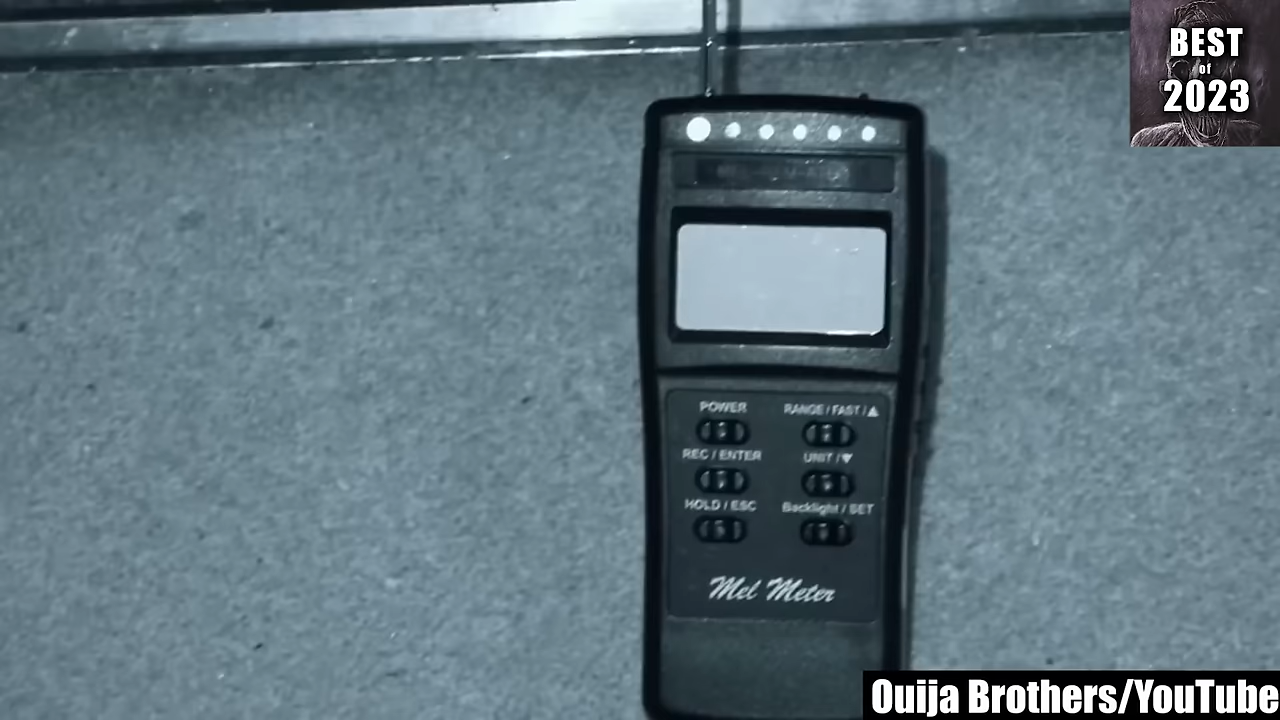 BEST
of
2023
POWER
RANGE / FAST / ▲
REC / ENTER
UNIT / ▼
HOLD / ESC
Backlight / SET
Mel Meter
Ouija Brothers/YouTube